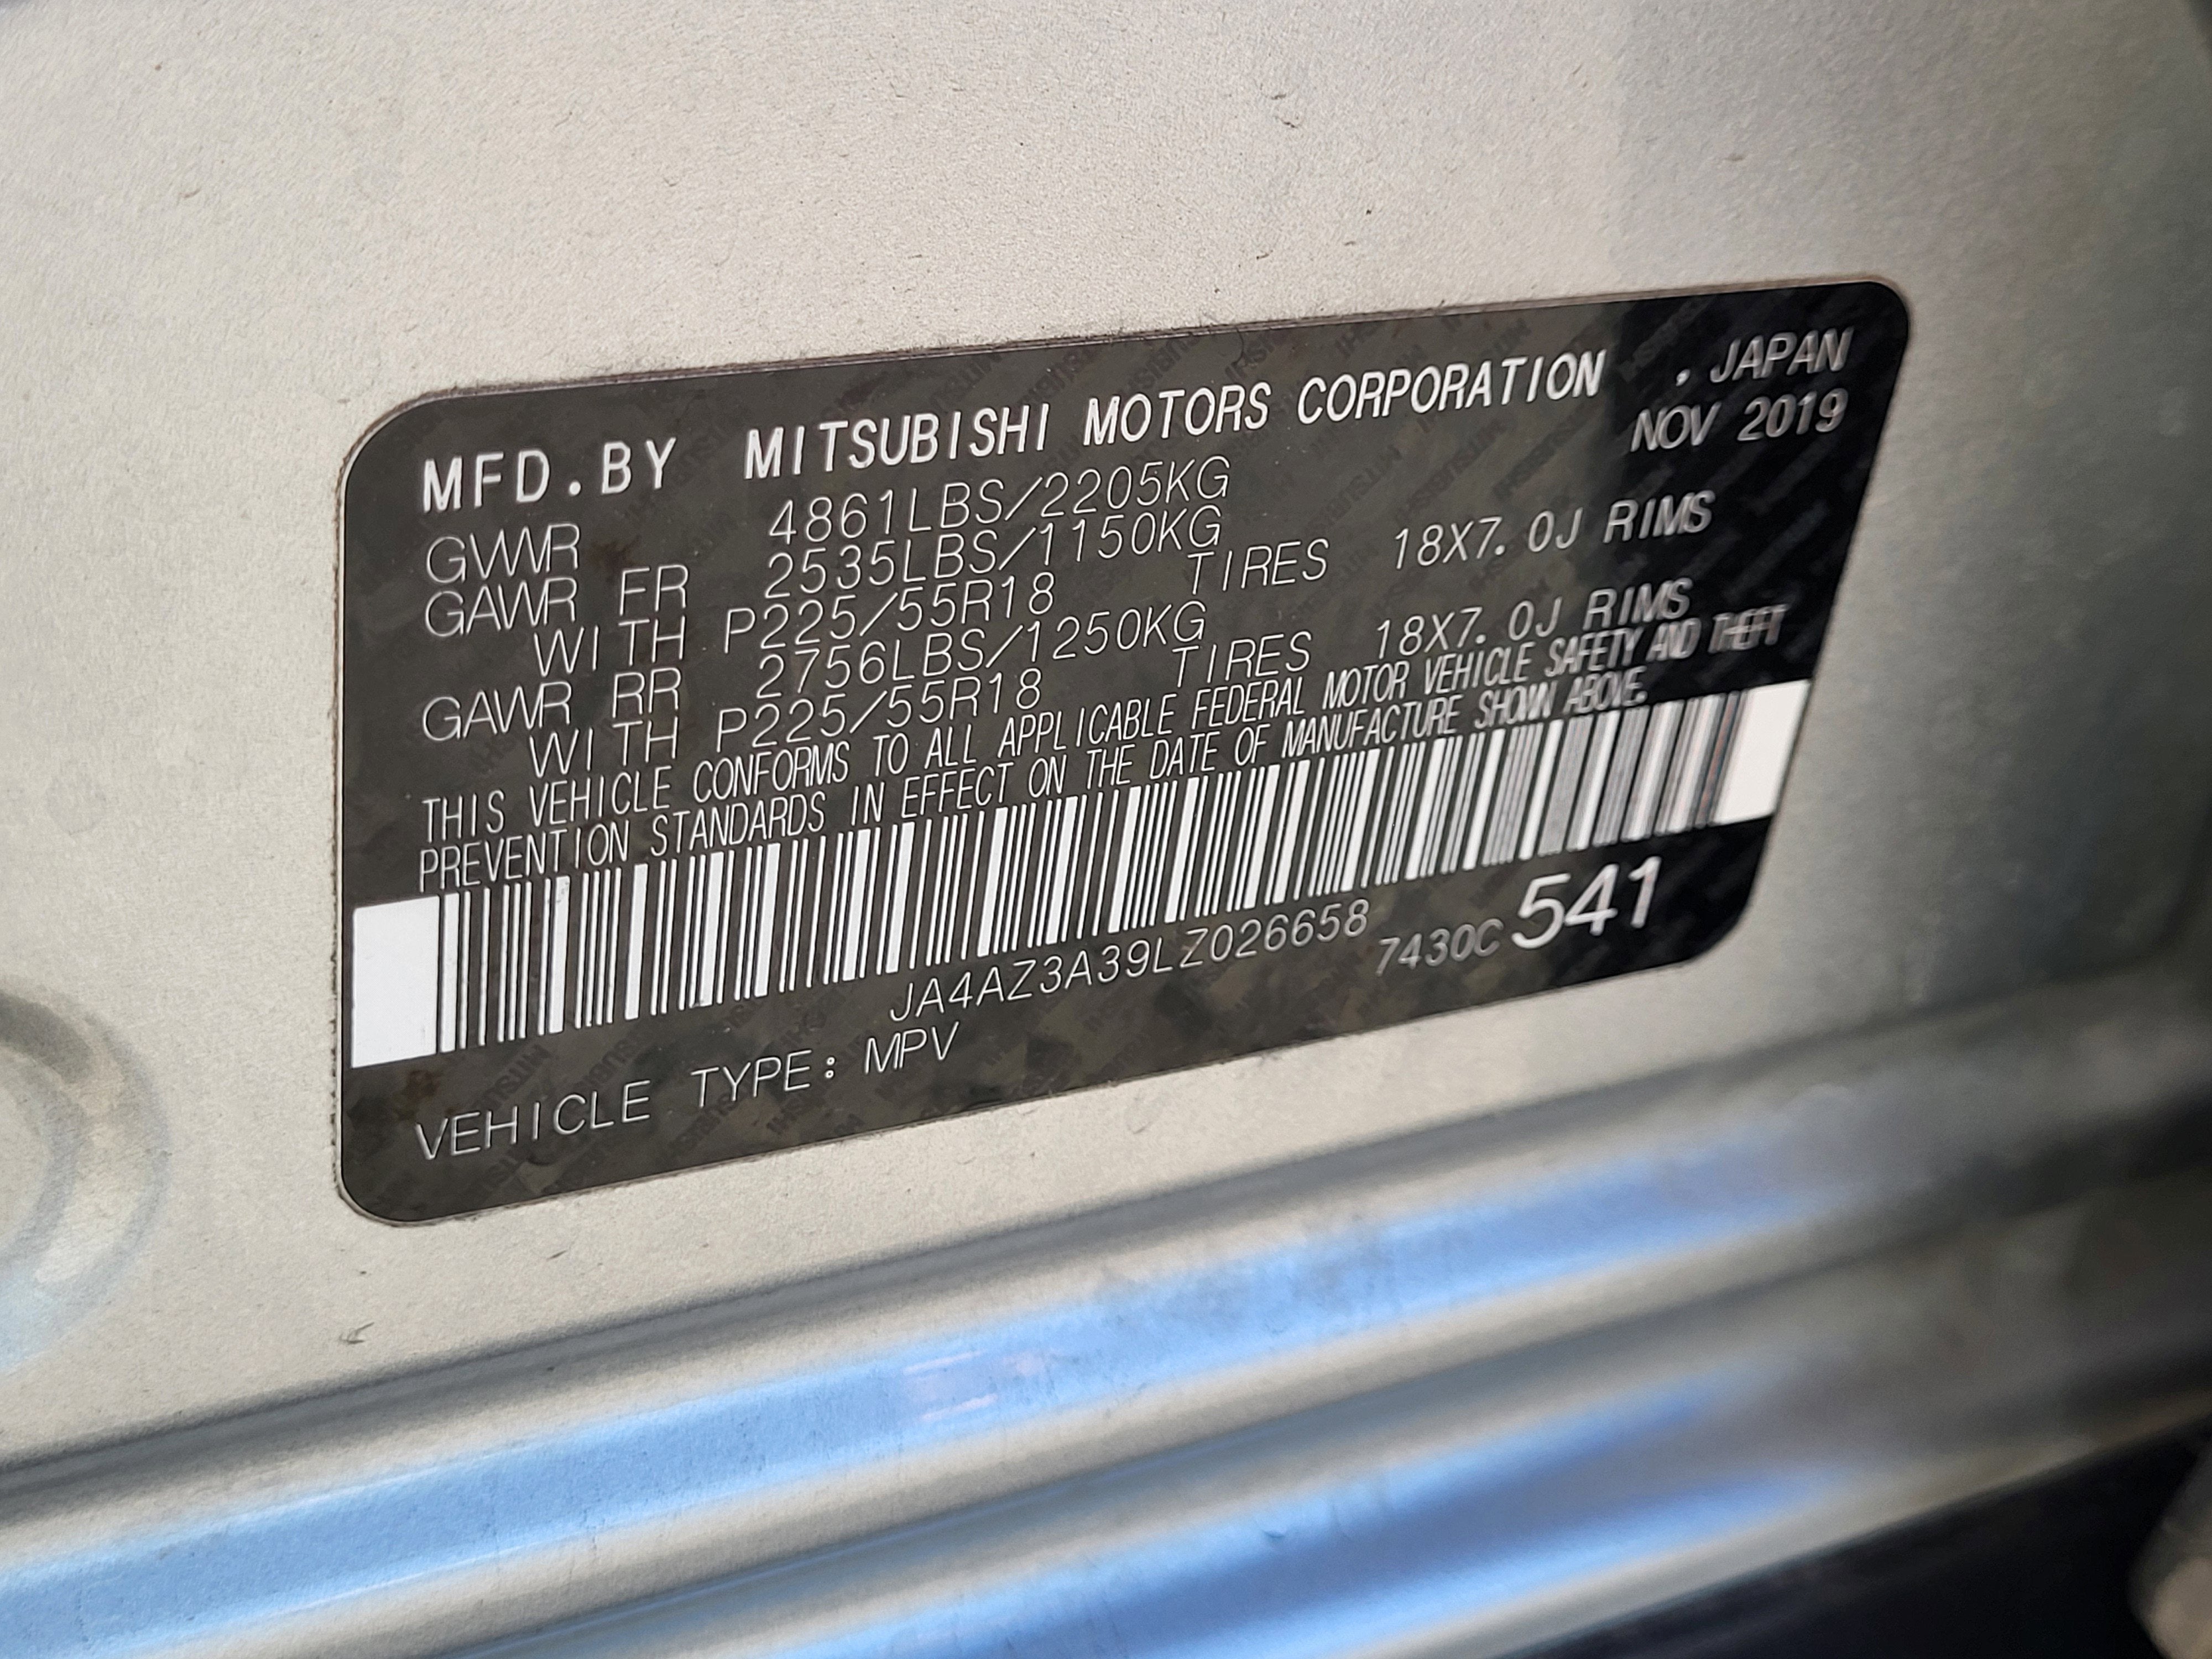 MFD.BY MITSUBISHI MOTORS CORPORATION . JAPAN
NOV 2019
GVWR 4861LBS/2205KG
GAWR FR 2535LBS/1150KG
WITH P225/55R18 TIRES 18X7.0J RIMS
GAWR RR 2756LBS/1250KG
WITH P225/55R18 TIRES 18X7.0J RIMS
THIS VEHICLE CONFORMS TO ALL APPLICABLE FEDERAL MOTOR VEHICLE SAFETY AND THEFT
PREVENTION STANDARDS IN EFFECT ON THE DATE OF MANUFACTURE SHOWN ABOVE.
JA4AZ3A39LZ026658 7430C 541
VEHICLE TYPE: MPV